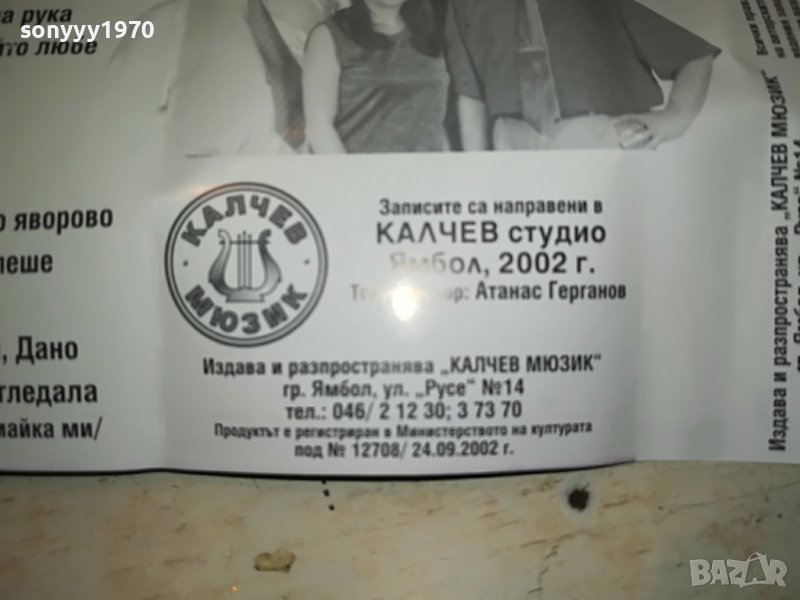 sonyyy1970
рука
любе
яворово
КАЛЧЕВ
МЮЗИК
Записите са направени в
КАЛЧЕВ студио
Ямбол, 2002 г.
Атанас Герганов
Издава и разпространява „КАЛЧЕВ МЮЗИК“
гр. Ямбол, ул. „Русе“ №14
тел.: 046/ 2 12 30; 3 73 70
Продуктът е регистриран в Министерството на културата
под № 12708/ 24.09.2002 г.
Дано
майка ми/
Издава и разпространява „КАЛЧЕВ МЮЗИК“
BAZAR